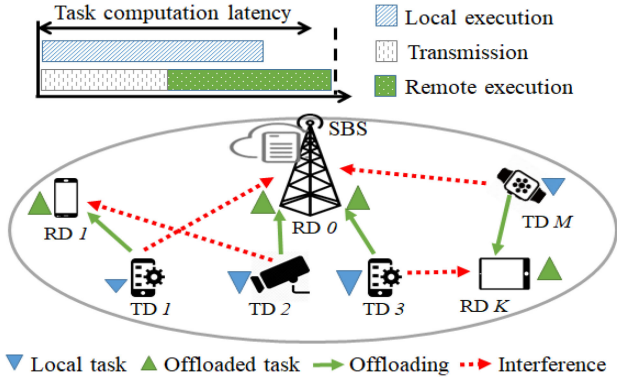 Task computation latency
Local execution
Transmission
Remote execution
SBS
RD 1
RD 0
TD M
TD 1
TD 2
TD 3
RD K
Local task
Offloaded task
Offloading
Interference